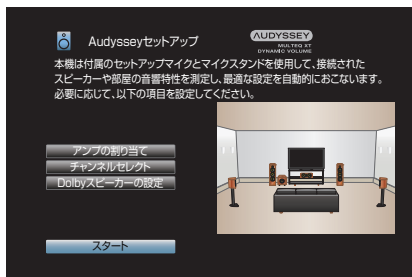 Audysseyセットアップ
AUDYSSEY
MULTEQ XT
DYNAMIC VOLUME
本機は付属のセットアップマイクとマイクスタンドを使用して、接続された
スピーカーや部屋の音響特性を測定し、最適な設定を自動的におこないます。
必要に応じて、以下の項目を設定してください。
アンプの割り当て
チャンネルセレクト
Dolbyスピーカーの設定
スタート